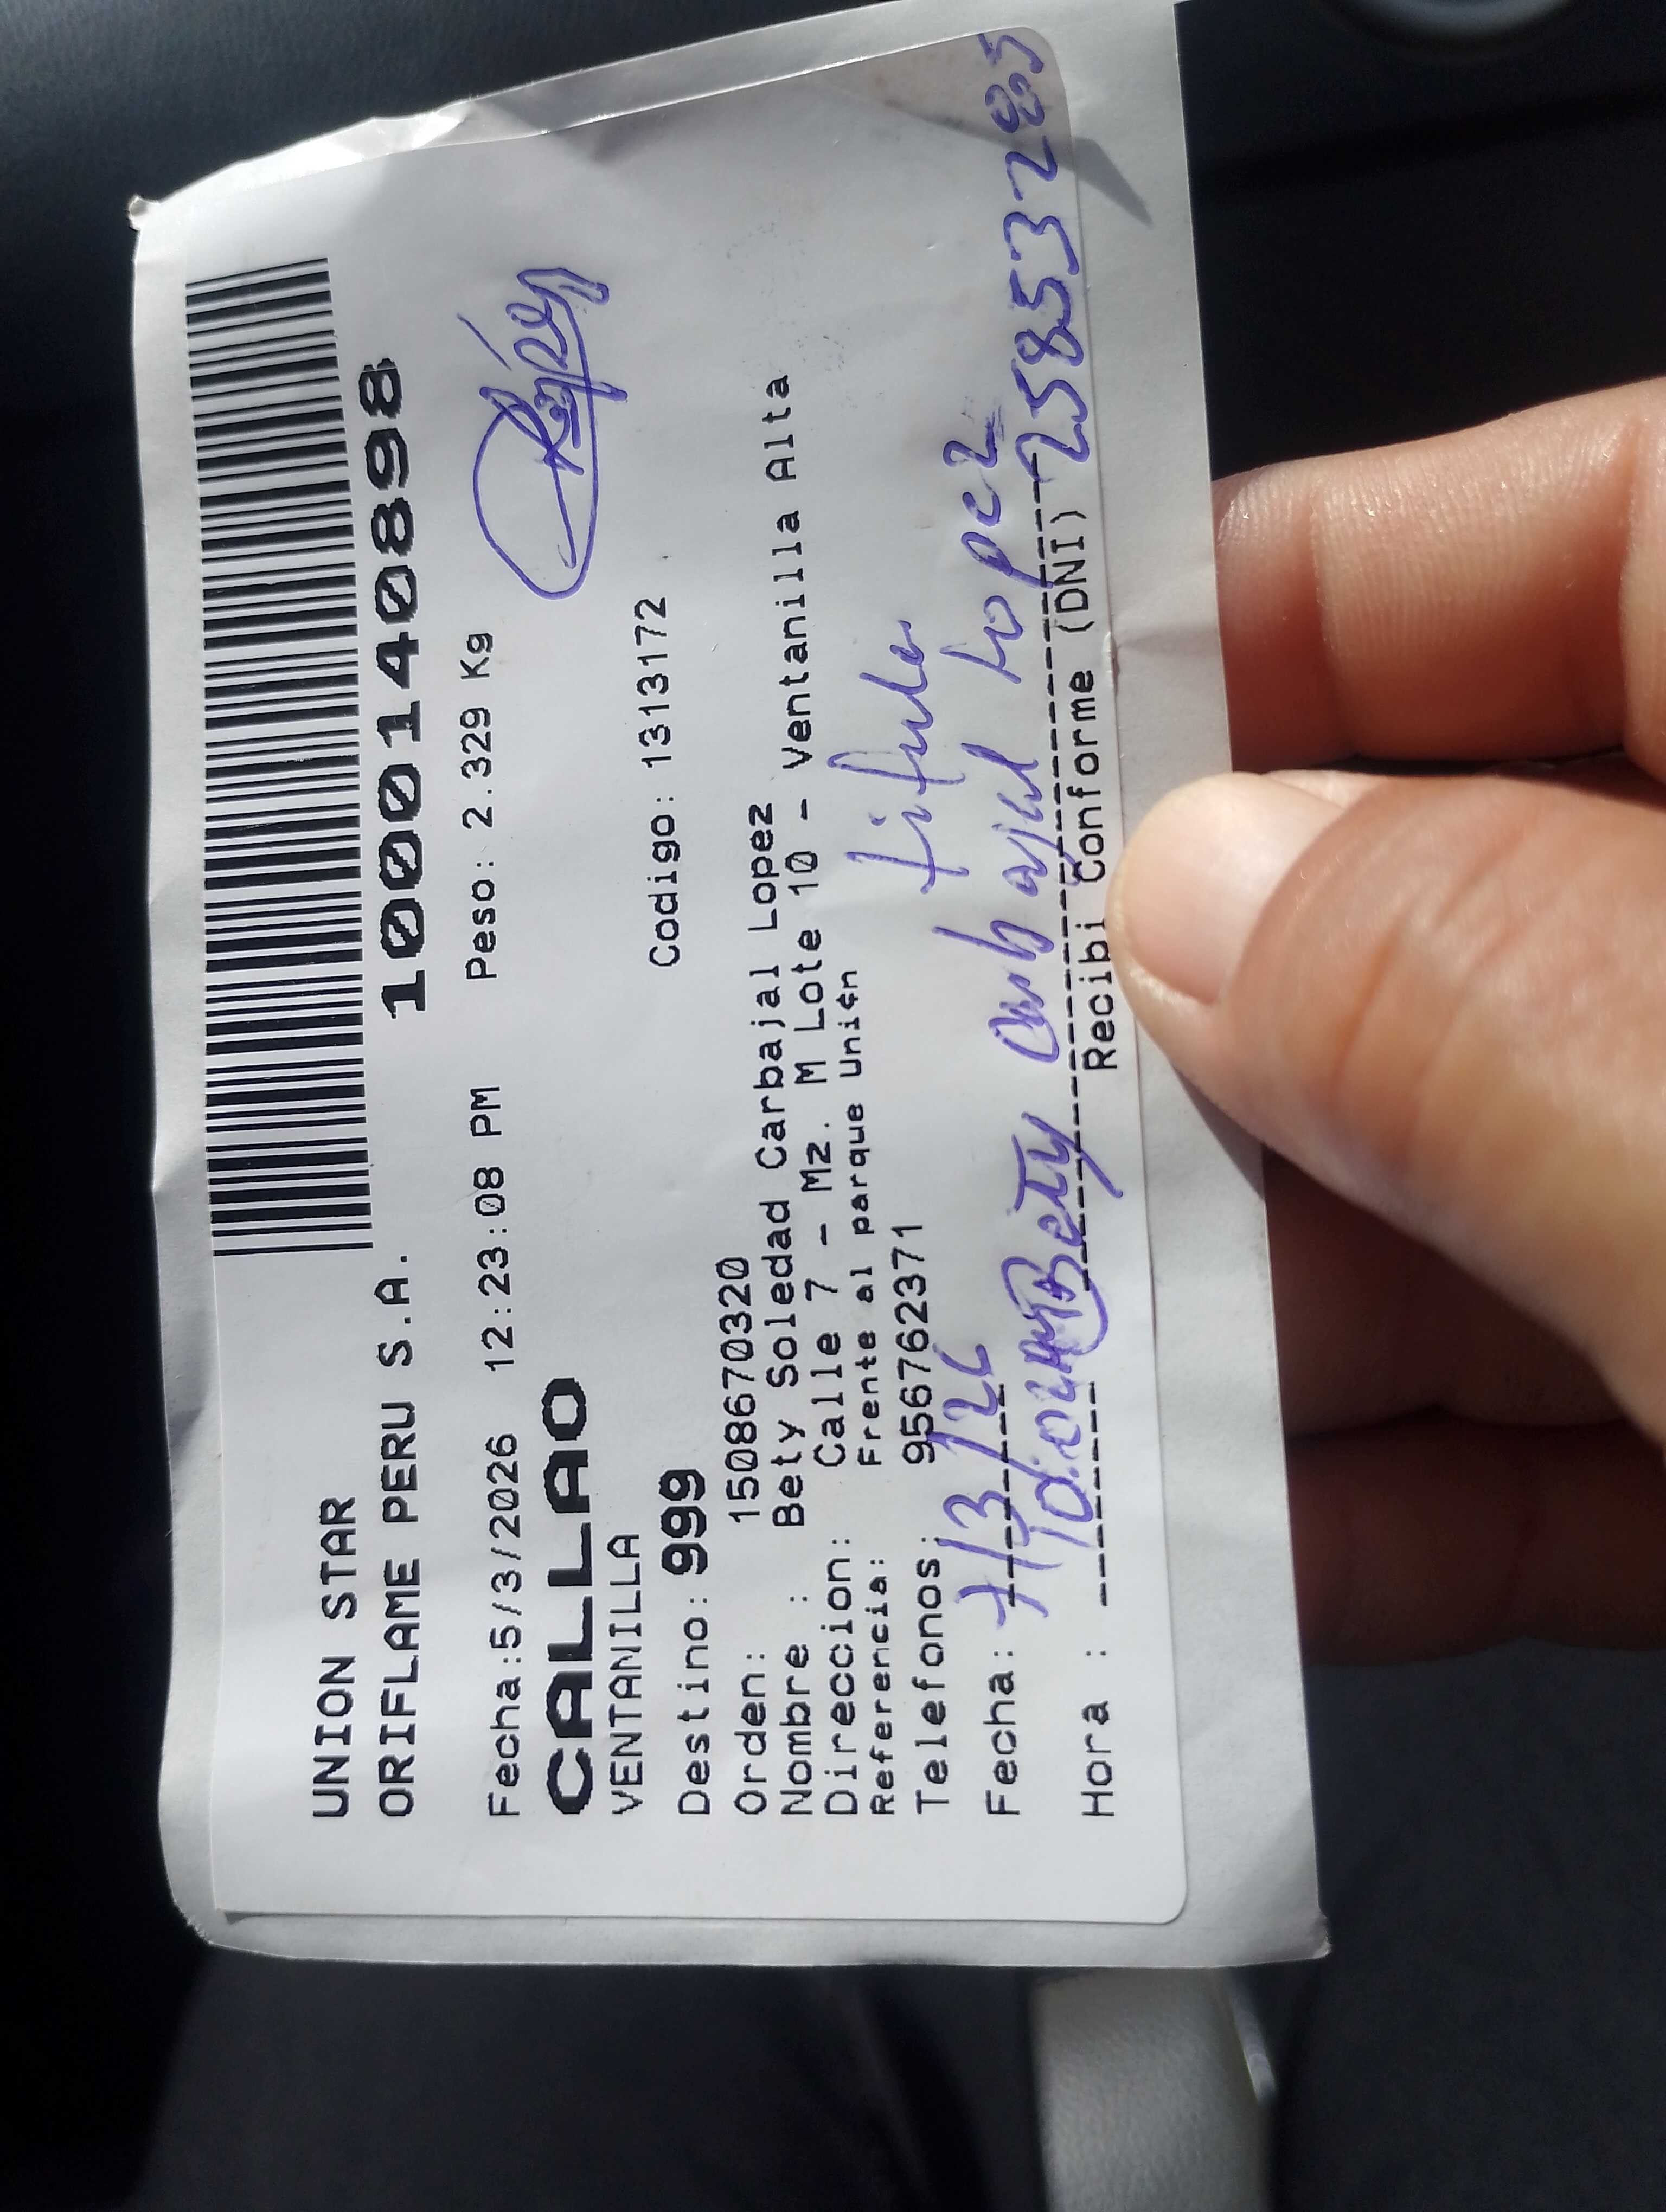 UNION STAR
ORIFLAME PERU S.A.
1000140898
Fecha:5/3/2026 12:23:08 PM Peso: 2.329 Kg
CALLAO
VENTANILLA
Destino: 999 Codigo: 1313172
Orden: 1508670320
Nombre : Bety Soledad Carbajal Lopez
Direccion: Calle 7 - Mz. M Lote 10 - Ventanilla Alta
Referencia: Frente al parque Uni¢n
Telefonos: 956762371
titular
Fecha: 7/3/26
Hora : 10:02 AM Bety Carbajal Lopez 25853285
Recibi Conforme (DNI)